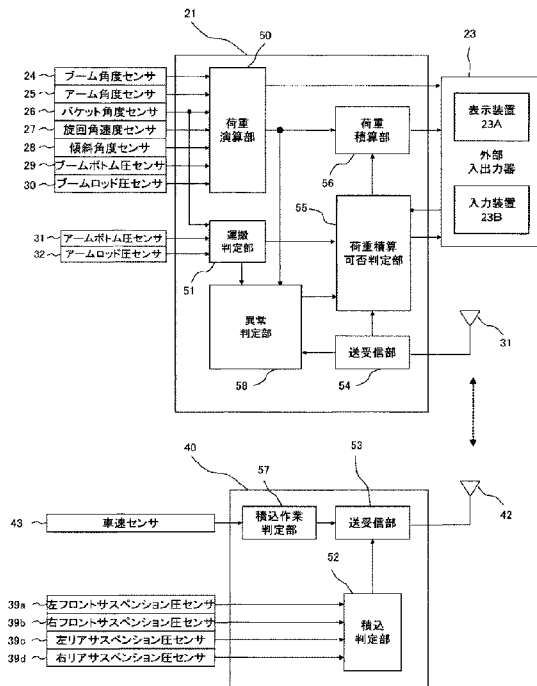 21
60
23
24
ブーム角度センサ
25
アーム角度センサ
26
バケット角度センサ
27
旋回角速度センサ
28
傾斜角度センサ
29
ブームボトム圧センサ
30
ブームロッド圧センサ
荷重
演算部
荷重
積算部
56
表示装置
23A
外部
入出力器
入力装置
23B
55
31
アームボトム圧センサ
32
アームロッド圧センサ
運搬
判定部
51
荷重積算
可否判定部
異常
判定部
58
送受信部
54
31
40
57
53
42
43
車速センサ
積込作業
判定部
送受信部
52
39a
左フロントサスペンション圧センサ
39b
右フロントサスペンション圧センサ
39c
左リアサスペンション圧センサ
39d
右リアサスペンション圧センサ
積込
判定部